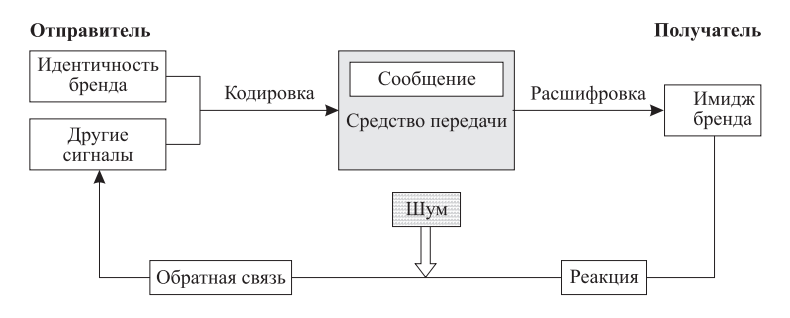 Отправитель
Получатель
Идентичность
бренда
Другие
сигналы
Кодировка
Сообщение
Средство передачи
Расшифровка
Имидж
бренда
Шум
Обратная связь
Реакция